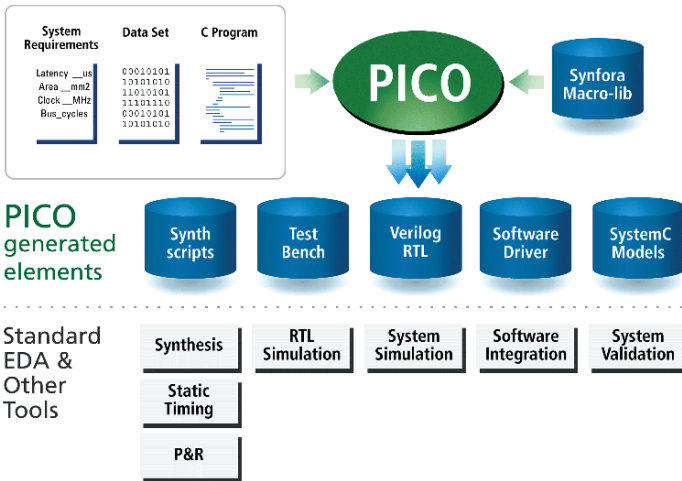 System
Requirements
Data Set
C Program
Latency __us
Area __mm2
Clock __MHz
Bus_cycles
00010101
10101010
11010101
11101110
00010101
10101010
PICO
Synfora
Macro-lib
PICO
generated
elements
Synth
scripts
Test
Bench
Verilog
RTL
Software
Driver
SystemC
Models
Standard
EDA &
Other
Tools
Synthesis
RTL
Simulation
System
Simulation
Software
Integration
System
Validation
Static
Timing
P&R